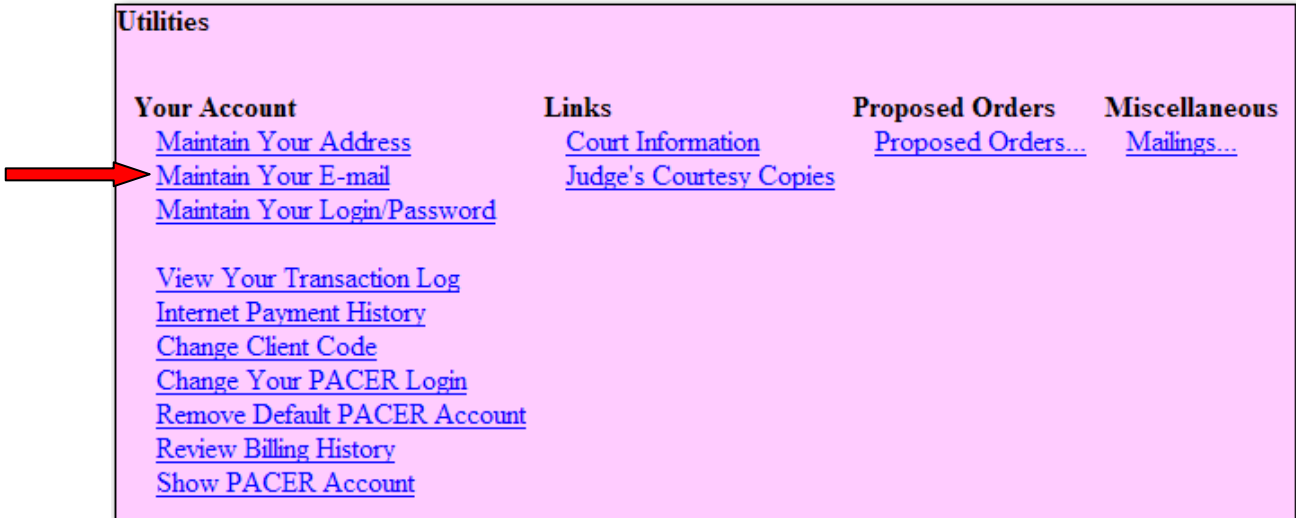 Utilities
Your Account
Maintain Your Address
Maintain Your E-mail
Maintain Your Login/Password
View Your Transaction Log
Internet Payment History
Change Client Code
Change Your PACER Login
Remove Default PACER Account
Review Billing History
Show PACER Account
Links
Court Information
Judge's Courtesy Copies
Proposed Orders
Proposed Orders...
Miscellaneous
Mailings...